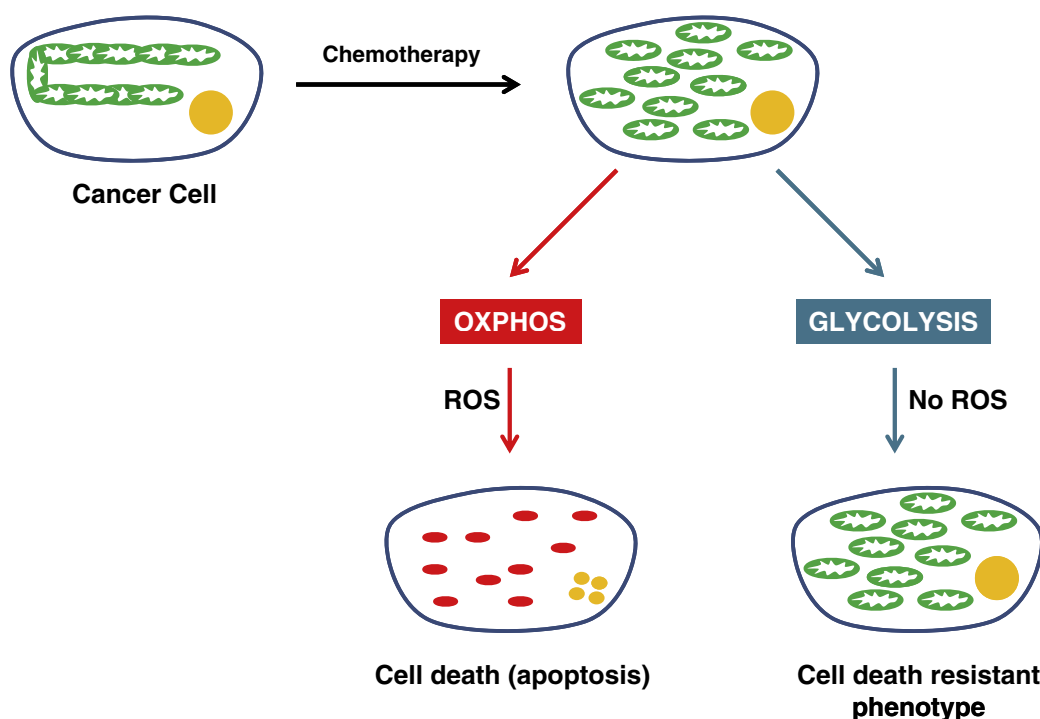 Chemotherapy
Cancer Cell
OXPHOS
GLYCOLYSIS
ROS
No ROS
Cell death (apoptosis)
Cell death resistant
phenotype